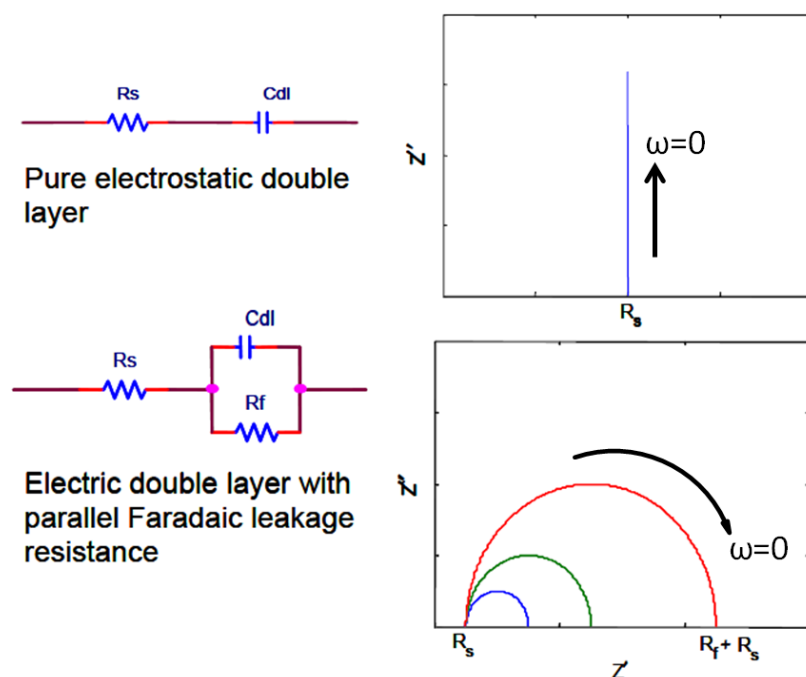 Rs
Cdl
Pure electrostatic double
layer
Z''
ω=0
Rs
Cdl
Rs
Rf
Electric double layer with
parallel Faradaic leakage
resistance
Z''
ω=0
Rs
Rf + Rs
Z'